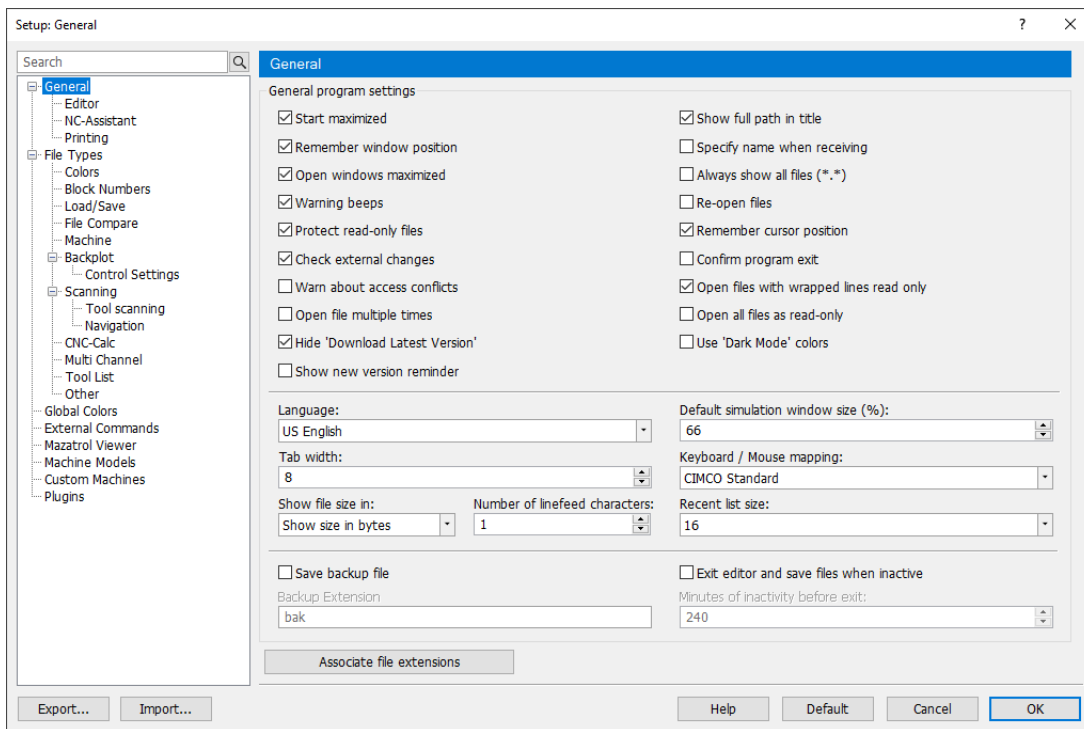 Setup: General
?
Search
General
Editor
NC-Assistant
Printing
File Types
Colors
Block Numbers
Load/Save
File Compare
Machine
Backplot
Control Settings
Scanning
Tool scanning
Navigation
CNC-Calc
Multi Channel
Tool List
Other
Global Colors
External Commands
Mazatrol Viewer
Machine Models
Custom Machines
Plugins
General
General program settings
Start maximized
Show full path in title
Remember window position
Specify name when receiving
Open windows maximized
Always show all files (*.*)
Warning beeps
Re-open files
Protect read-only files
Remember cursor position
Check external changes
Confirm program exit
Warn about access conflicts
Open files with wrapped lines read only
Open file multiple times
Open all files as read-only
Hide 'Download Latest Version'
Use 'Dark Mode' colors
Show new version reminder
Language:
Default simulation window size (%):
US English
66
Tab width:
Keyboard / Mouse mapping:
8
CIMCO Standard
Show file size in:
Number of linefeed characters:
Recent list size:
Show size in bytes
1
16
Save backup file
Exit editor and save files when inactive
Backup Extension
Minutes of inactivity before exit:
bak
240
Associate file extensions
Export...
Import...
Help
Default
Cancel
OK